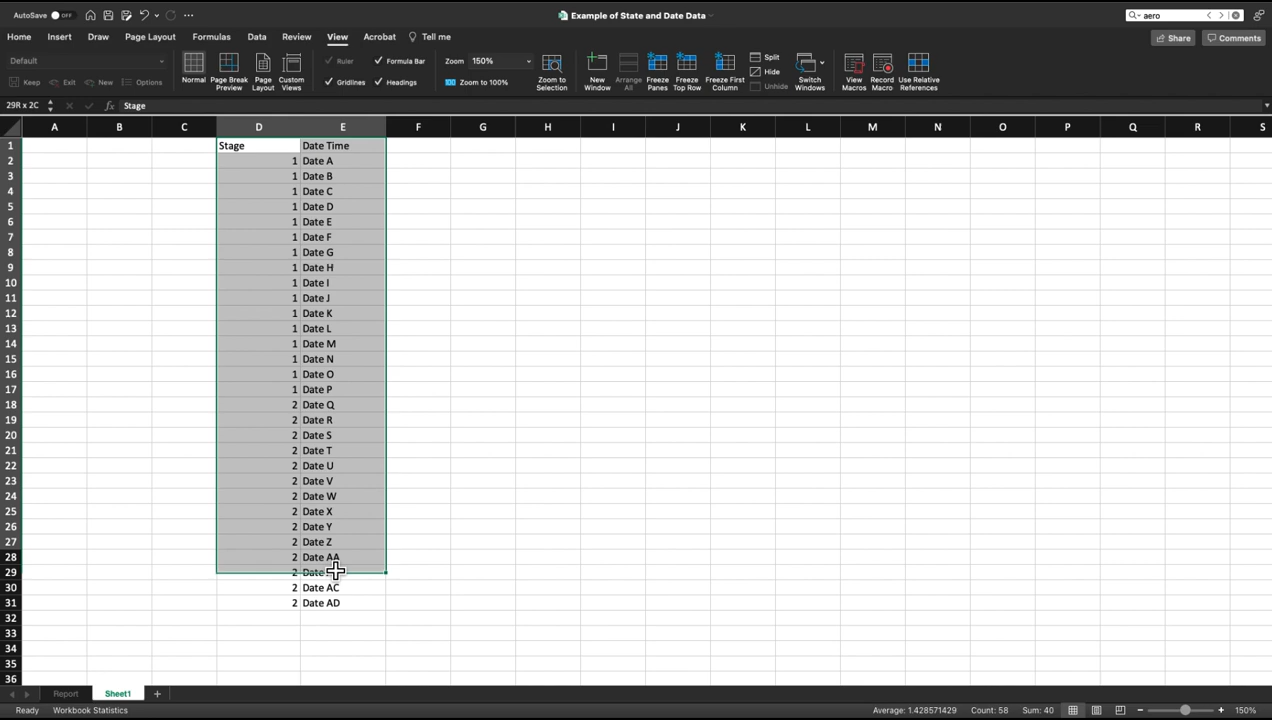 AutoSave OFF Example of State and Date Data aero
Home Insert Draw Page Layout Formulas Data Review View Acrobat Tell me Share Comments
Default Ruler Formula Bar Zoom 150% Split
Normal Page Break Preview Page Layout Custom Views Zoom to Selection New Window Arrange All Freeze Panes Freeze Top Row Freeze First Column Hide Switch Windows View Macros Record Macro Use Relative References
Keep Exit New Options Gridlines Headings Zoom to 100% Unhide
29R x 2C fx Stage
A B C D E F G H I J K L M N O P Q R S
1 Stage Date Time
2 1 Date A
3 1 Date B
4 1 Date C
5 1 Date D
6 1 Date E
7 1 Date F
8 1 Date G
9 1 Date H
10 1 Date I
11 1 Date J
12 1 Date K
13 1 Date L
14 1 Date M
15 1 Date N
16 1 Date O
17 1 Date P
18 2 Date Q
19 2 Date R
20 2 Date S
21 2 Date T
22 2 Date U
23 2 Date V
24 2 Date W
25 2 Date X
26 2 Date Y
27 2 Date Z
28 2 Date AA
29 2 Date
30 2 Date AC
31 2 Date AD
32
33
34
35
36
Report Sheet1
Ready Workbook Statistics Average: 1.428571429 Count: 58 Sum: 40 150%